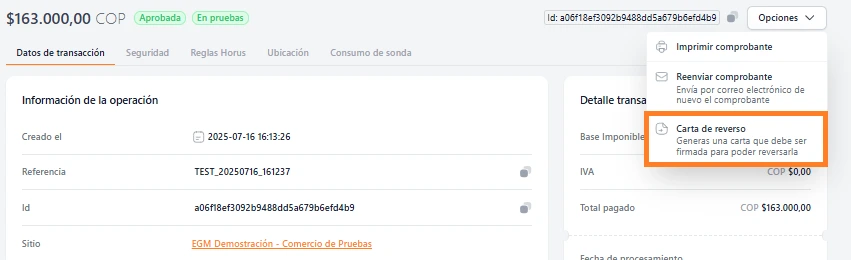 $163.000,00 COP Aprobada En pruebas Id: a06f18ef3092b9488dd5a679b6efd4b9 Opciones
Datos de transacción Seguridad Reglas Horus Ubicación Consumo de sonda
Imprimir comprobante
Reenviar comprobante
Envía por correo electrónico de
nuevo el comprobante
Carta de reverso
Generas una carta que debe ser
firmada para poder reversarla
Información de la operación
Creado el 2025-07-16 16:13:26
Referencia TEST_20250716_161237
Id a06f18ef3092b9488dd5a679b6efd4b9
Sitio EGM Demostración - Comercio de Pruebas
Detalle transa
Base Imponible
IVA COP $0,00
Total pagado COP $163.000,00
Fecha de procesamiento